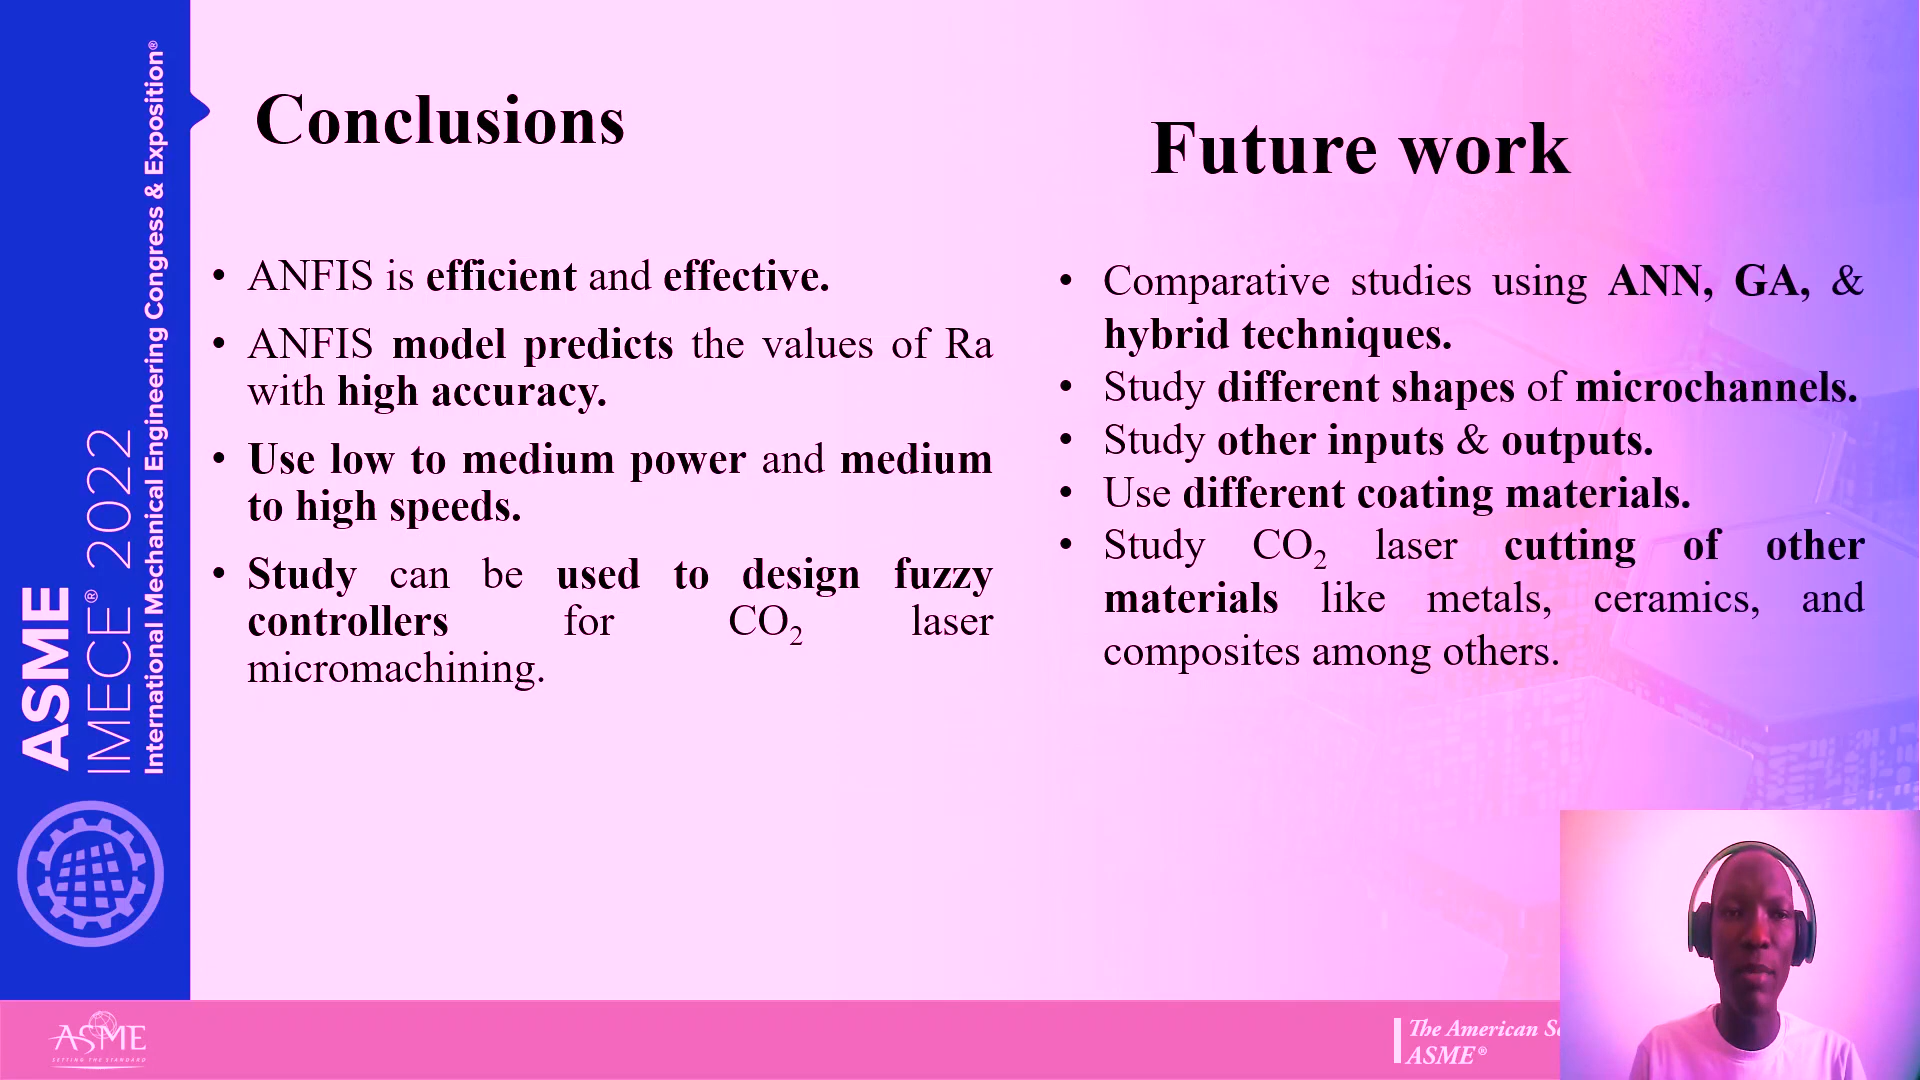 ASME
IMECE® 2022
International Mechanical Engineering Congress & Exposition®
Conclusions
• ANFIS is efficient and effective.
• ANFIS model predicts the values of Ra
with high accuracy.
• Use low to medium power and medium
to high speeds.
• Study can be used to design fuzzy
controllers for CO₂ laser
micromachining.
Future work
• Comparative studies using ANN, GA, &
hybrid techniques.
• Study different shapes of microchannels.
• Study other inputs & outputs.
• Use different coating materials.
• Study CO₂ laser cutting of other
materials like metals, ceramics, and
composites among others.
ASME
SETTING THE STANDARD
The American
ASME®